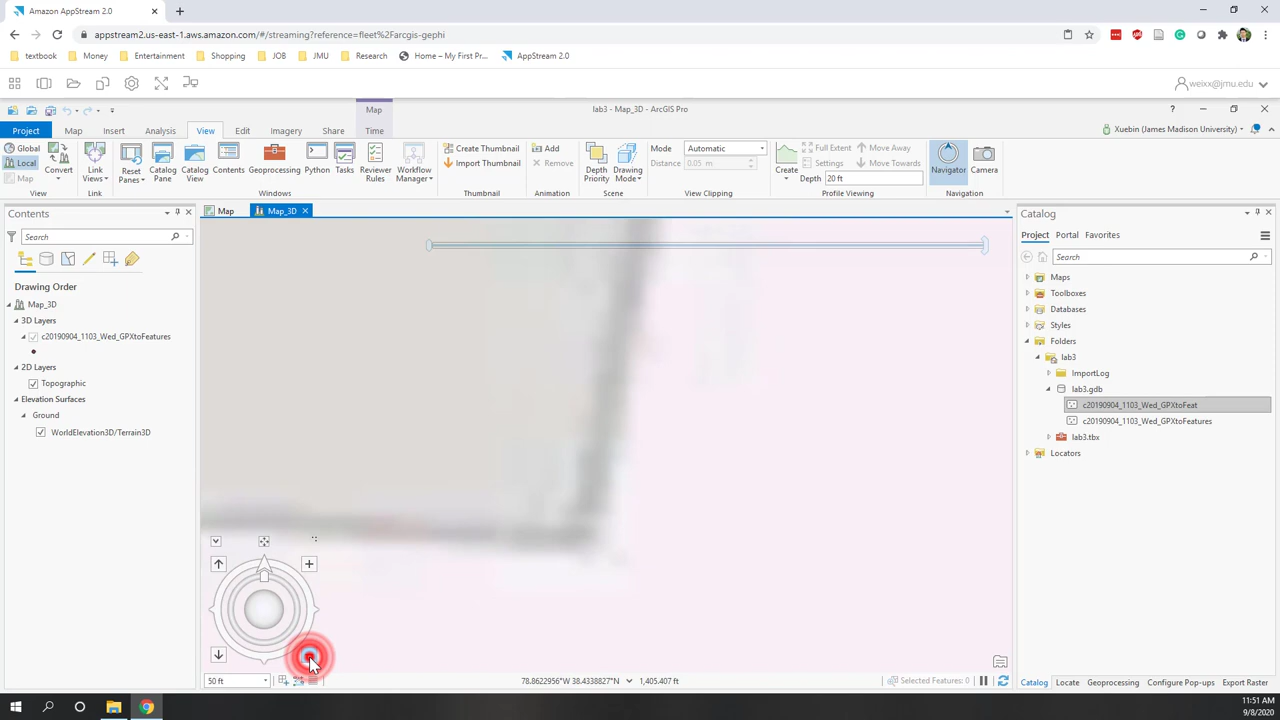 Amazon AppStream 2.0
appstream2.us-east-1.aws.amazon.com/#/streaming?reference=fleet%2Farcgis-gephi
textbook Money Entertainment Shopping JOB JMU Research Home – My First Pr... AppStream 2.0
weixx@jmu.edu
Map lab3 - Map_3D - ArcGIS Pro ?
Project Map Insert Analysis View Edit Imagery Share Time Xuebin (James Madison University)
Global
Local
Map
Convert
View
Link Views
Link
Reset Panes
Catalog Pane
Catalog View
Contents
Geoprocessing
Python
Tasks
Reviewer Rules
Workflow Manager
Windows
Create Thumbnail
Import Thumbnail
Thumbnail
Add
Remove
Animation
Depth Priority
Drawing Mode
Scene
Mode Automatic
Distance 0.05 m
View Clipping
Create
Full Extent Move Away
Settings Move Towards
Depth 20 ft
Profile Viewing
Navigator
Camera
Navigation
Contents
Search
Drawing Order
Map_3D
3D Layers
c20190904_1103_Wed_GPXtoFeatures
2D Layers
Topographic
Elevation Surfaces
Ground
WorldElevation3D/Terrain3D
Map Map_3D
50 ft
78.8622956°W 38.4338827°N 1,405.407 ft
Selected Features: 0
Catalog
Project Portal Favorites
Search
Maps
Toolboxes
Databases
Styles
Folders
lab3
ImportLog
lab3.gdb
c20190904_1103_Wed_GPXtoFeat
c20190904_1103_Wed_GPXtoFeatures
lab3.tbx
Locators
Catalog Locate Geoprocessing Configure Pop-ups Export Raster
11:51 AM
9/8/2020